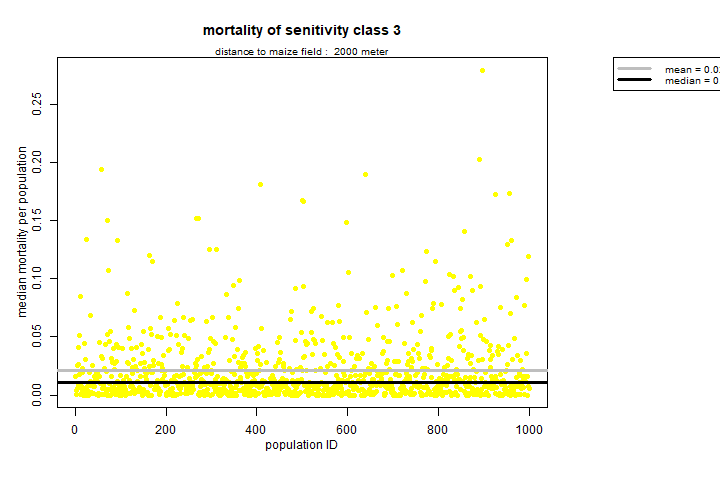 mortality of senitivity class 3
distance to maize field :  2000 meter
mean = 0.0
median = 0
median mortality per population
0.25
0.20
0.15
0.10
0.05
0.00
0 200 400 600 800 1000
population ID